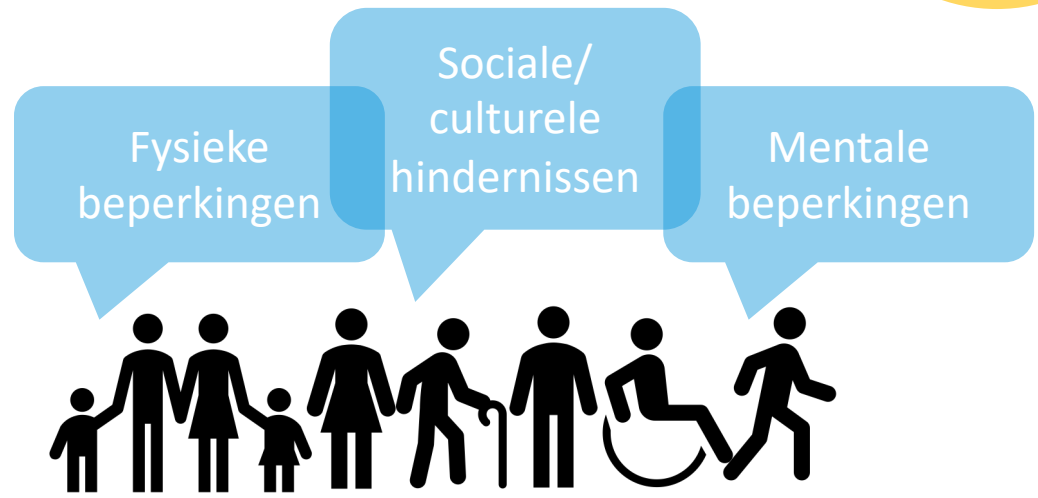 Fysieke
beperkingen
Sociale/
culturele
hindernissen
Mentale
beperkingen